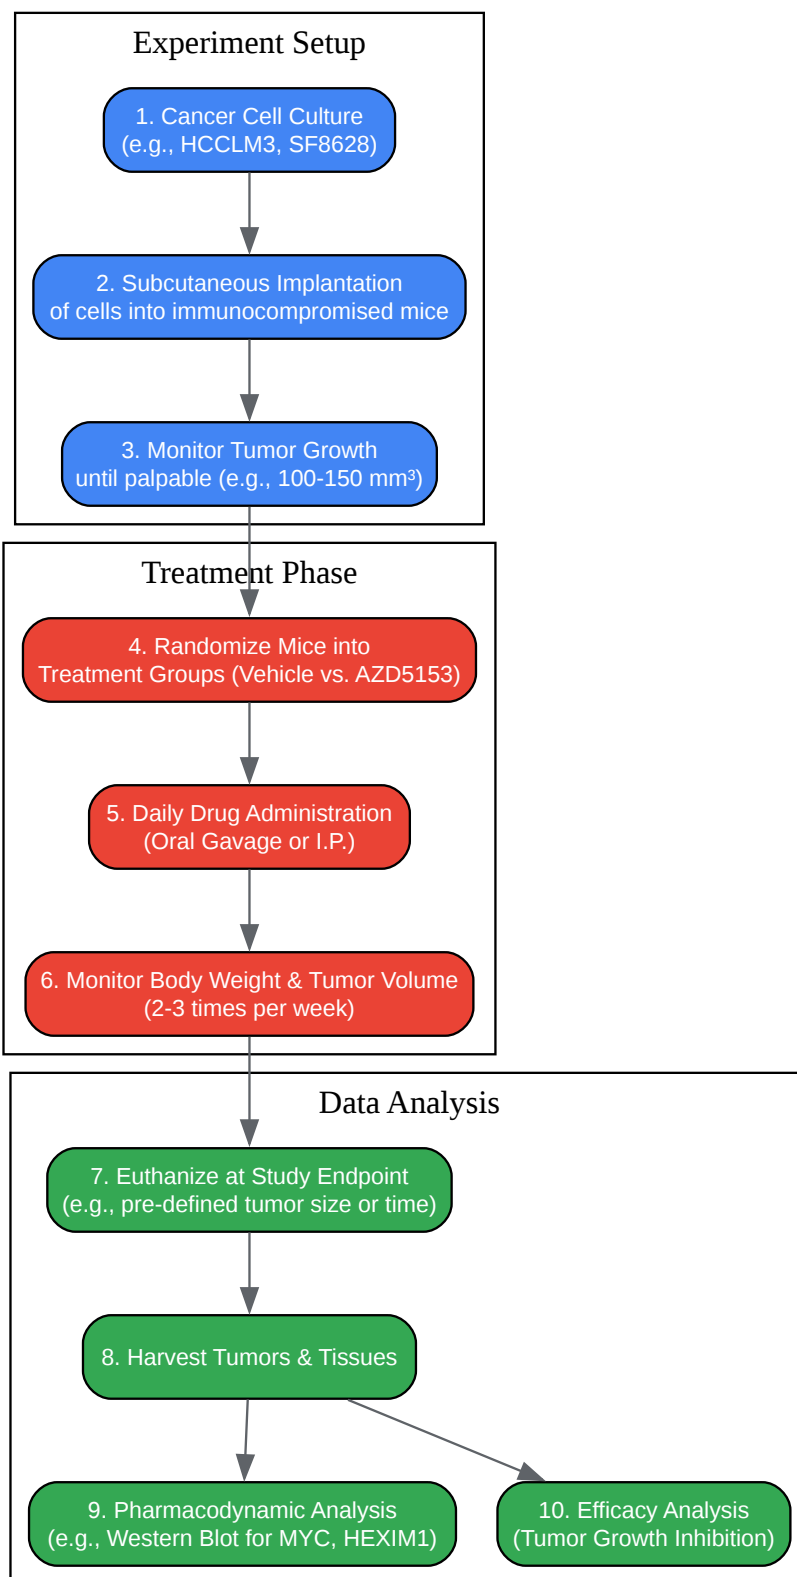 Experiment Setup
1. Cancer Cell Culture
(e.g., HCCLM3, SF8628)
2. Subcutaneous Implantation
of cells into immunocompromised mice
3. Monitor Tumor Growth
until palpable (e.g., 100-150 mm³)
Treatment Phase
4. Randomize Mice into
Treatment Groups (Vehicle vs. AZD5153)
5. Daily Drug Administration
(Oral Gavage or I.P.)
6. Monitor Body Weight & Tumor Volume
(2-3 times per week)
Data Analysis
7. Euthanize at Study Endpoint
(e.g., pre-defined tumor size or time)
8. Harvest Tumors & Tissues
9. Pharmacodynamic Analysis
(e.g., Western Blot for MYC, HEXIM1)
10. Efficacy Analysis
(Tumor Growth Inhibition)